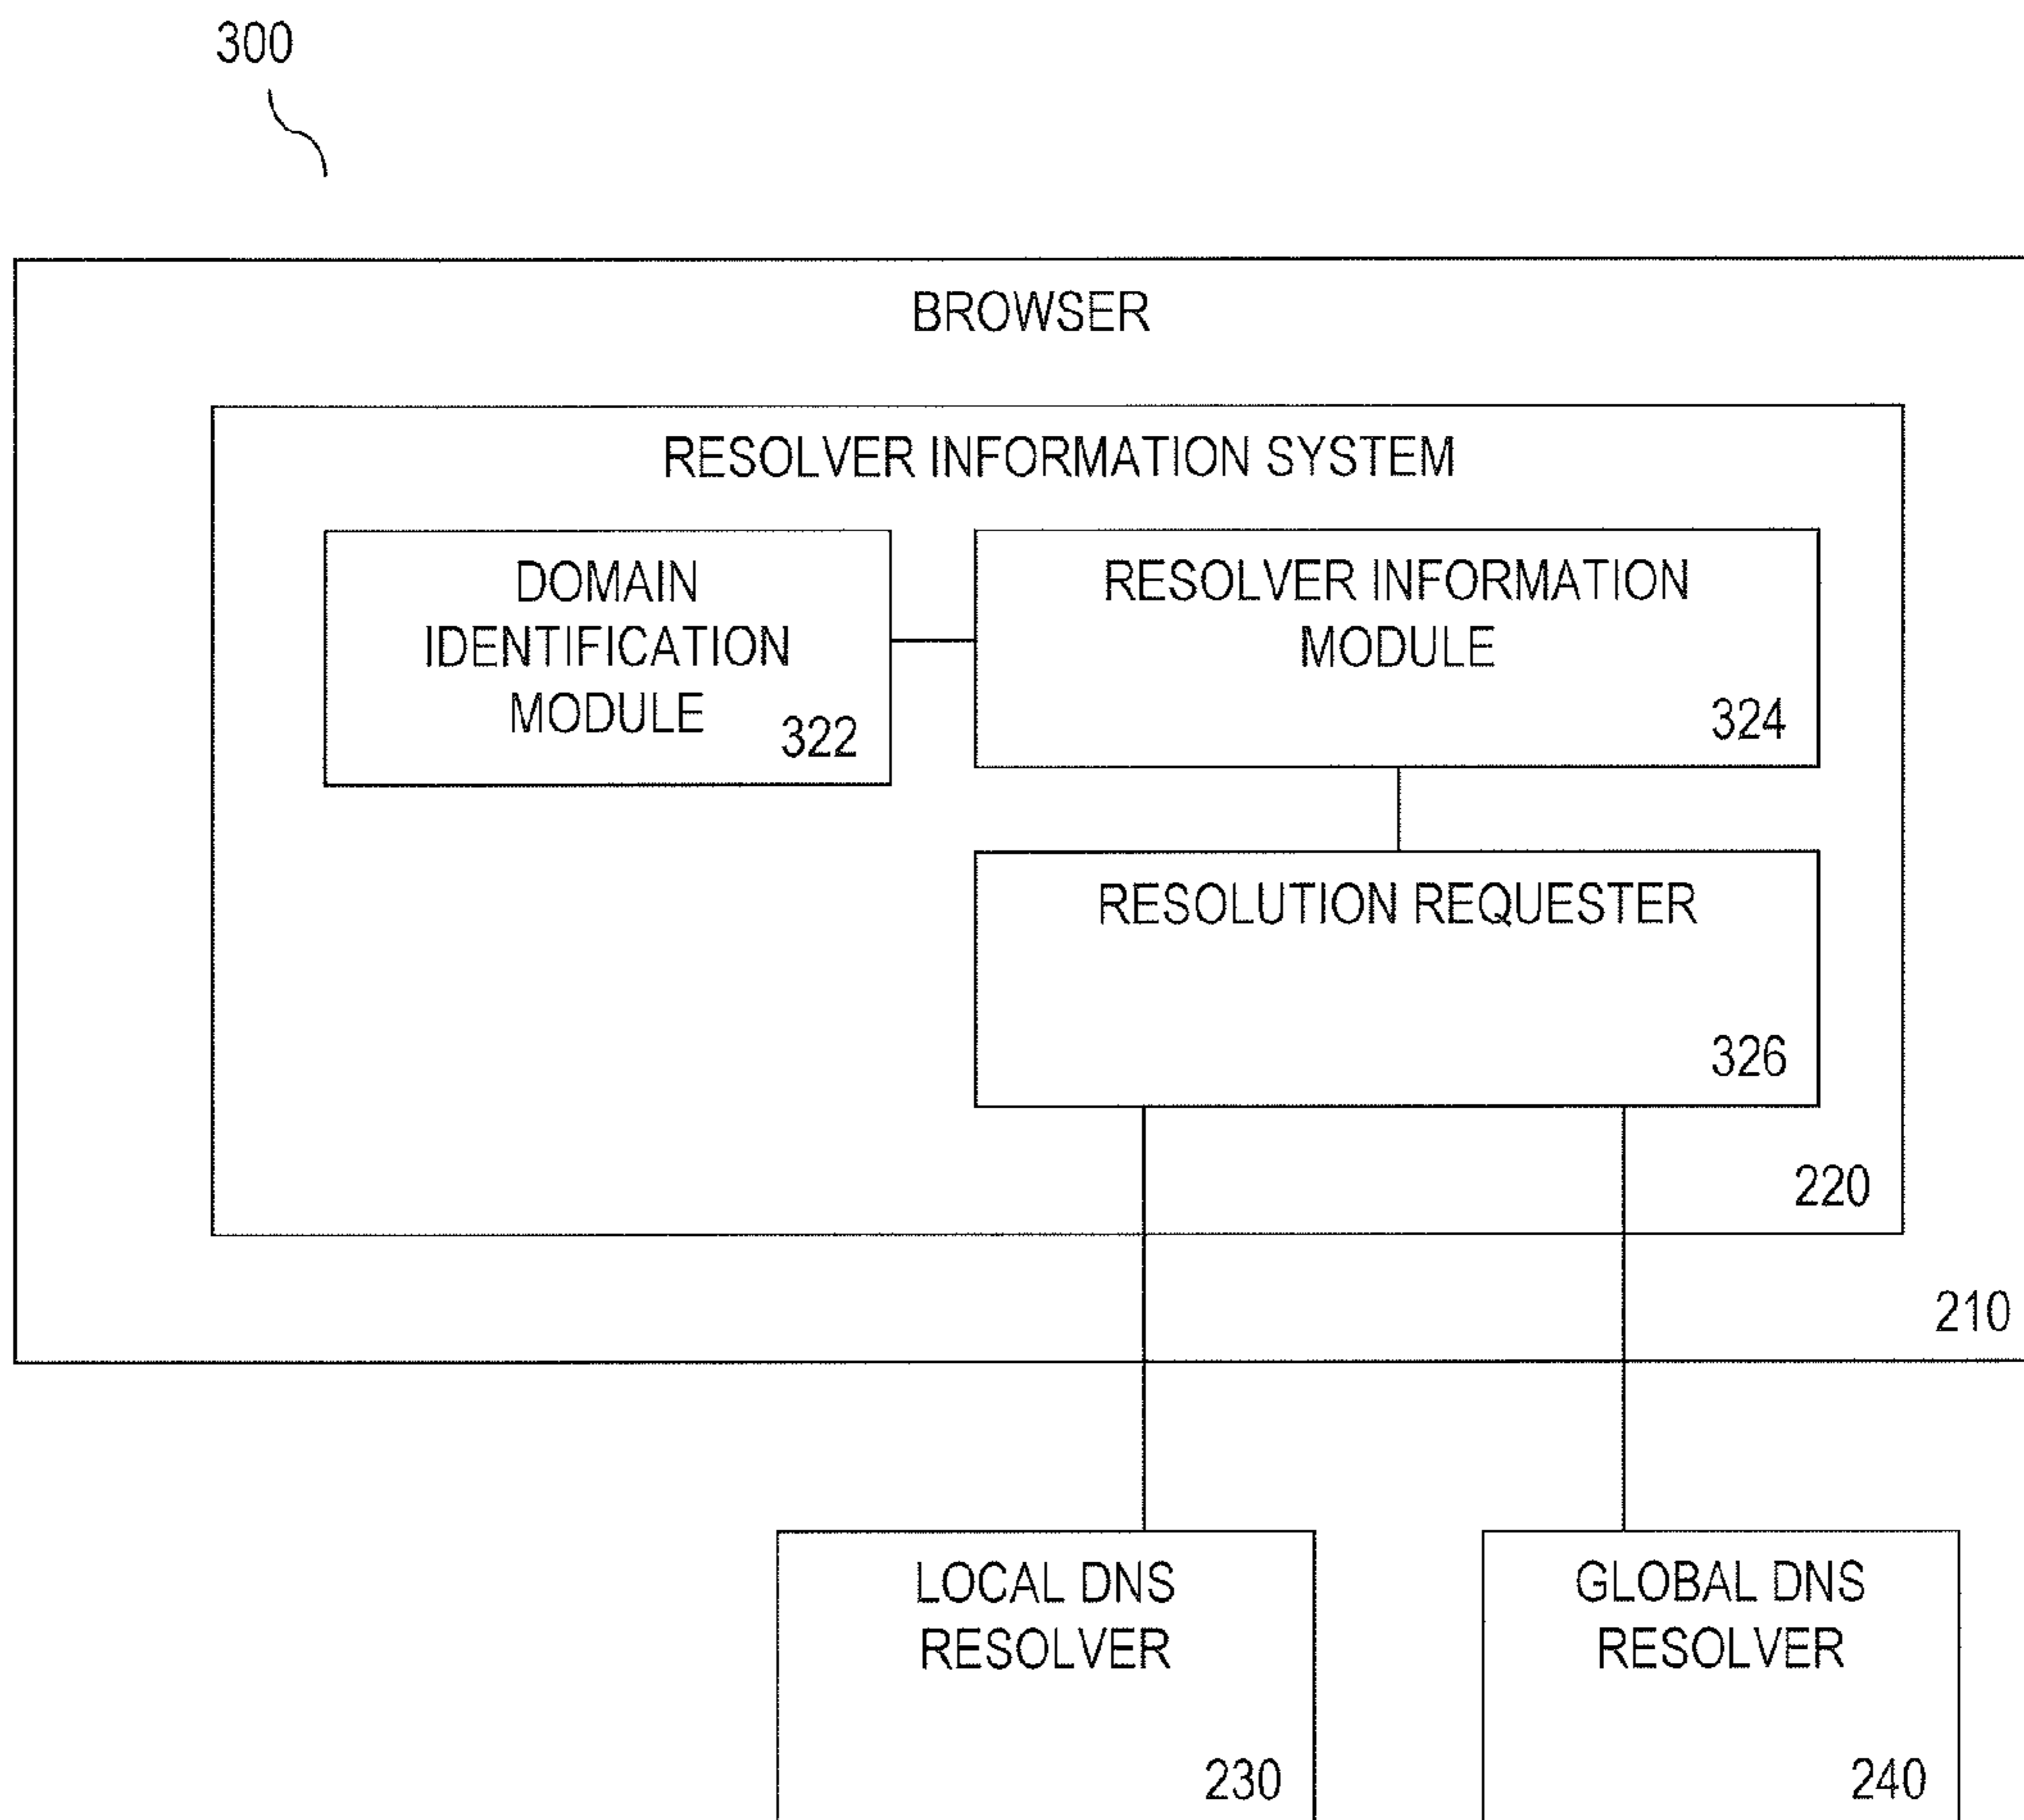 300
BROWSER
RESOLVER INFORMATION SYSTEM
DOMAIN
IDENTIFICATION
MODULE
322
RESOLVER INFORMATION
MODULE
324
RESOLUTION REQUESTER
326
220
210
LOCAL DNS
RESOLVER
230
GLOBAL DNS
RESOLVER
240